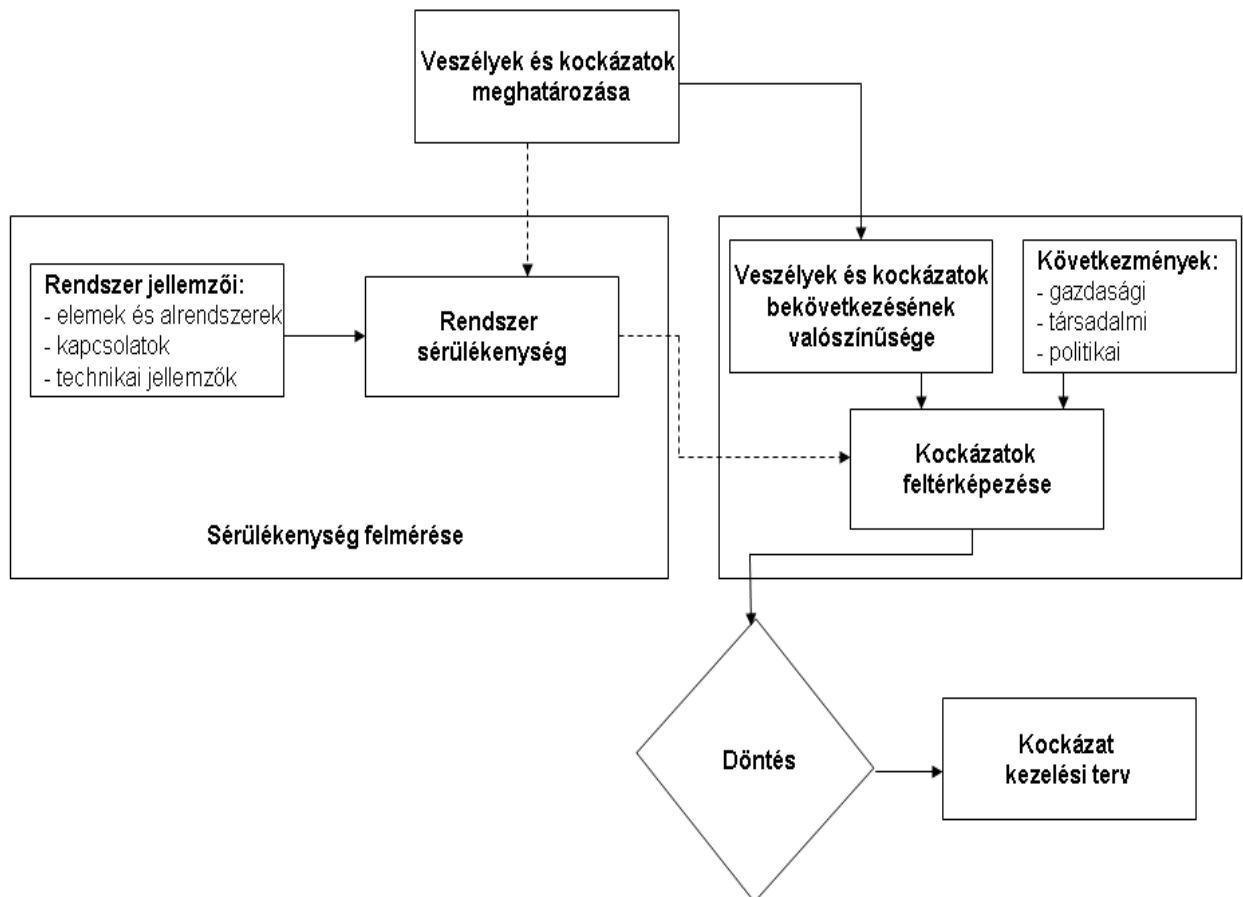 Veszélyek és kockázatok
meghatározása
Rendszer jellemzői:
- elemek és alrendszerek
- kapcsolatok
- technikai jellemzők
Rendszer
sérülékenység
Sérülékenység felmérése
Veszélyek és kockázatok
bekövetkezésének
valószínűsége
Következmények:
- gazdasági
- társadalmi
- politikai
Kockázatok
feltérképezése
Döntés
Kockázat
kezelési terv